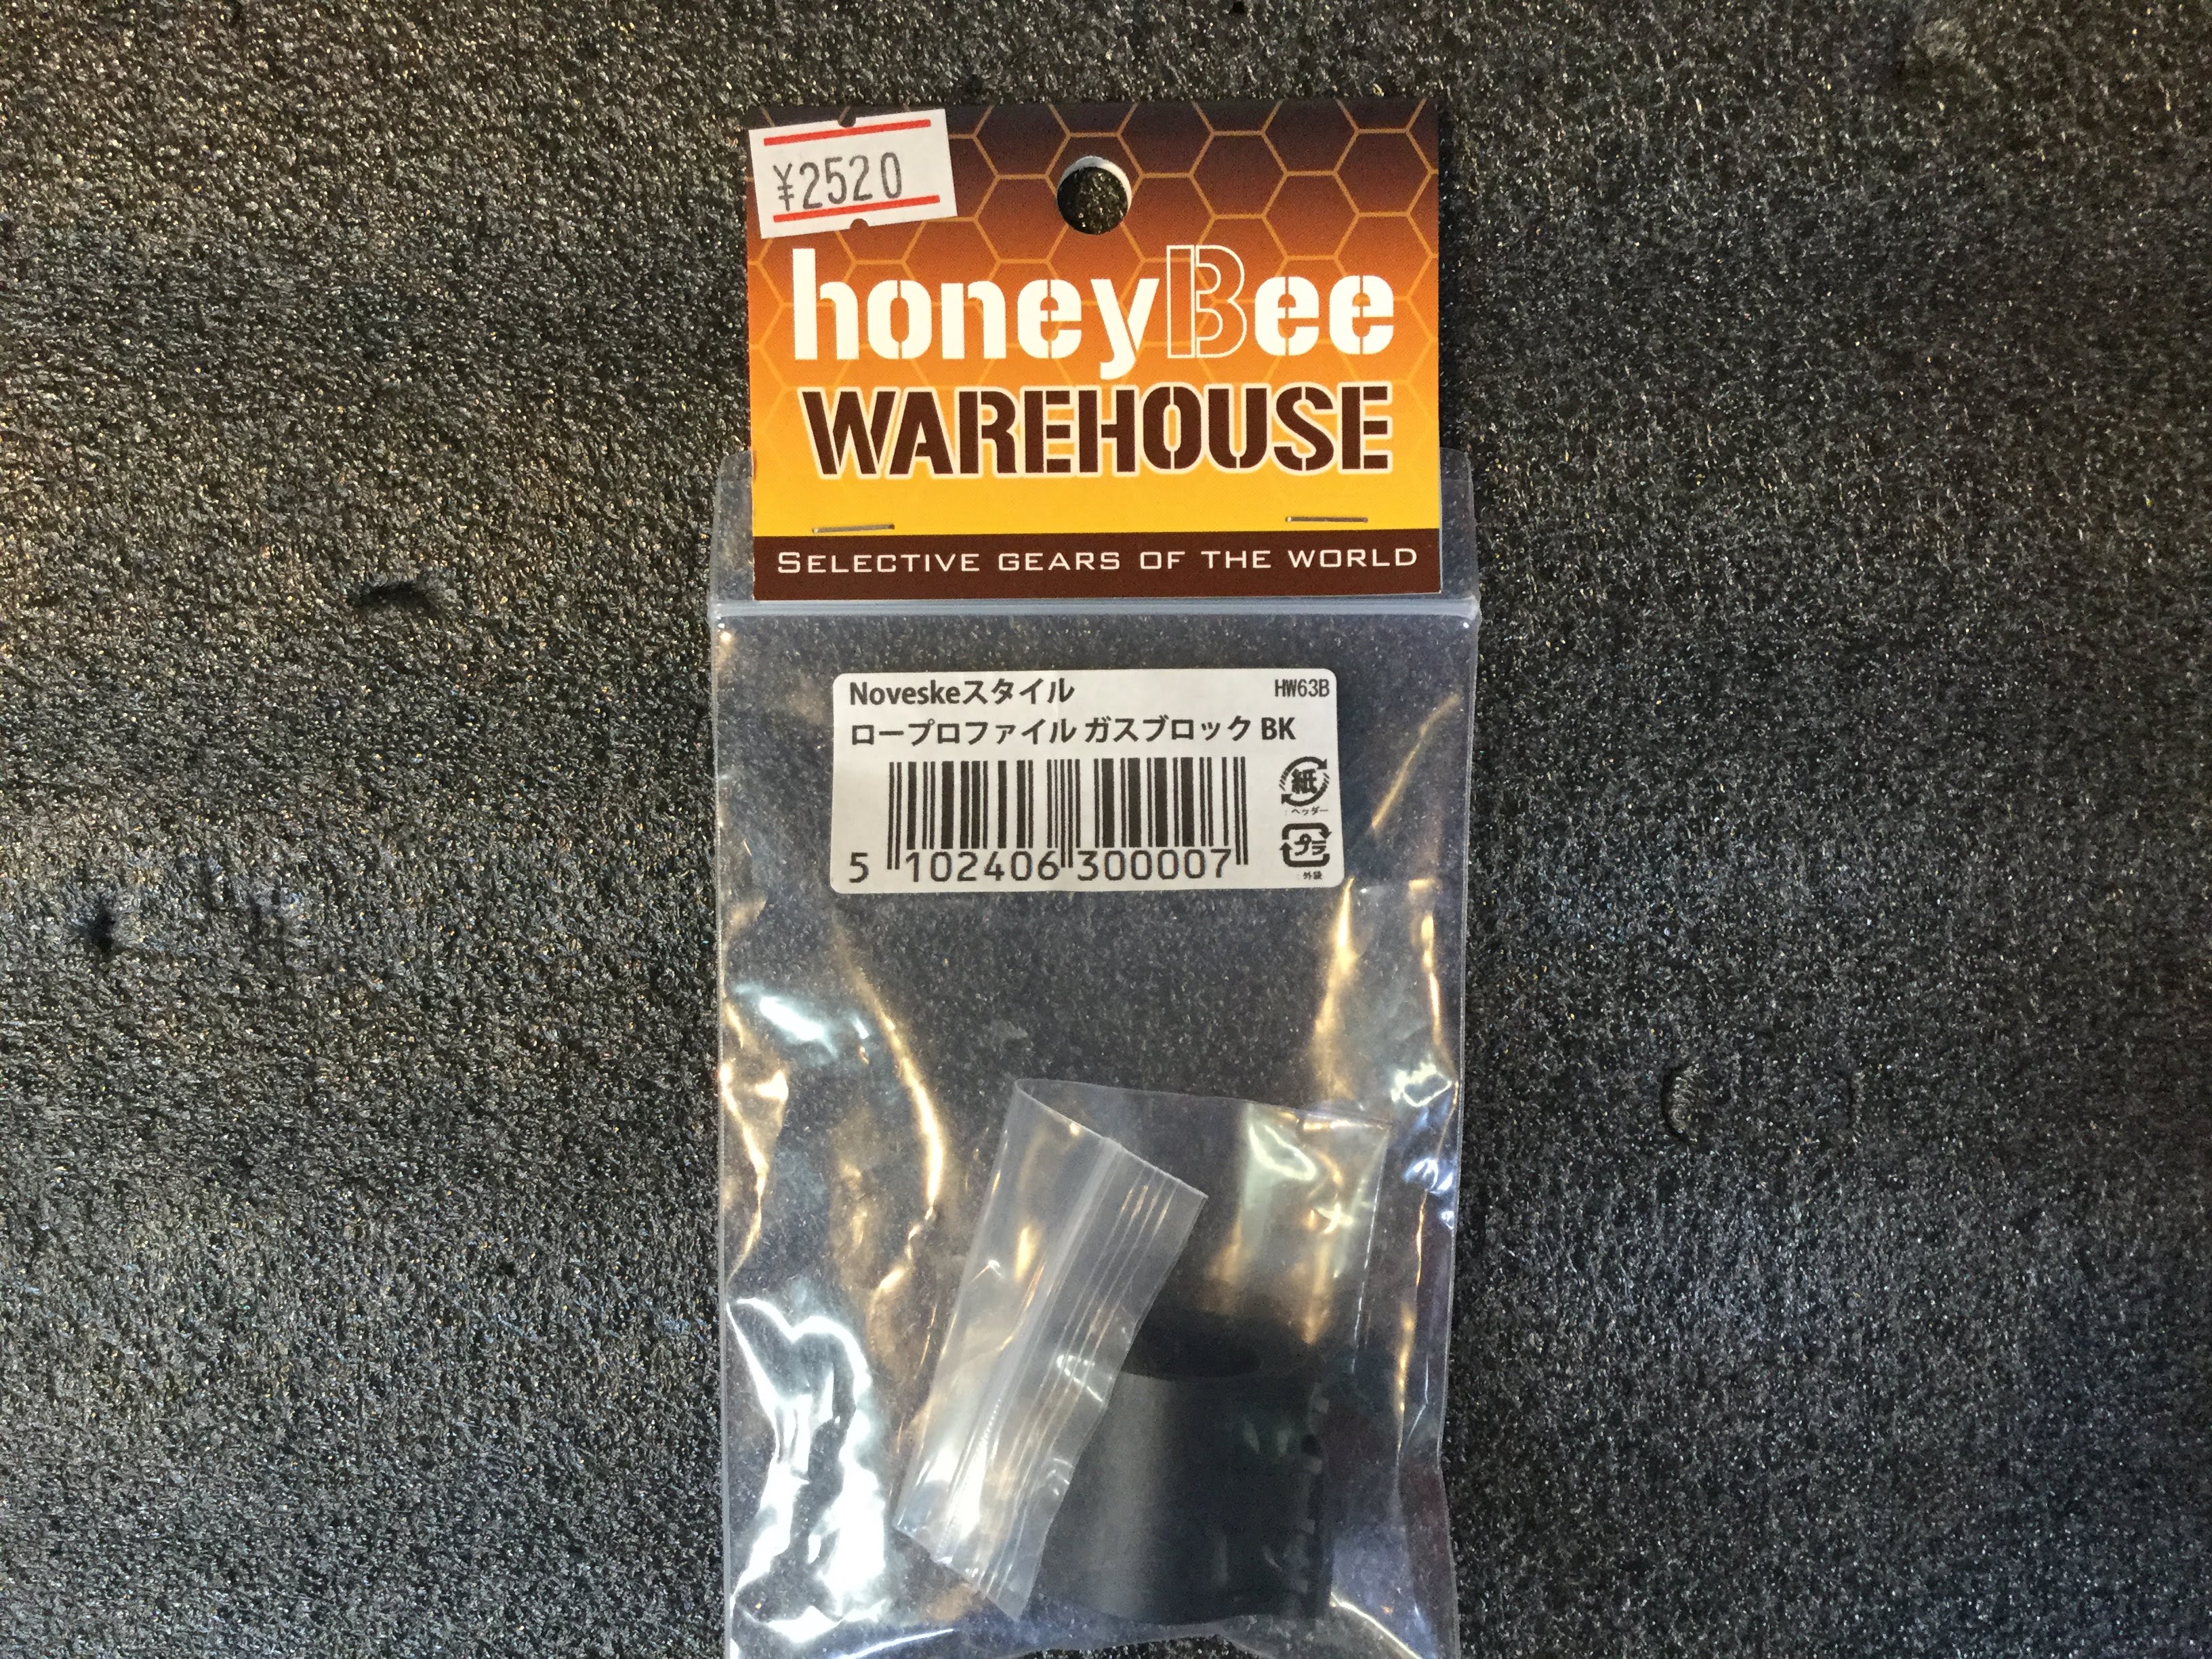 ¥2520
honeyBee
WAREHOUSE
SELECTIVE GEARS OF THE WORLD
Noveskeスタイル HW63B
ロープロファイル ガスブロック BK
紙
:ヘッダー
プラ
:外袋
5 102406 300007